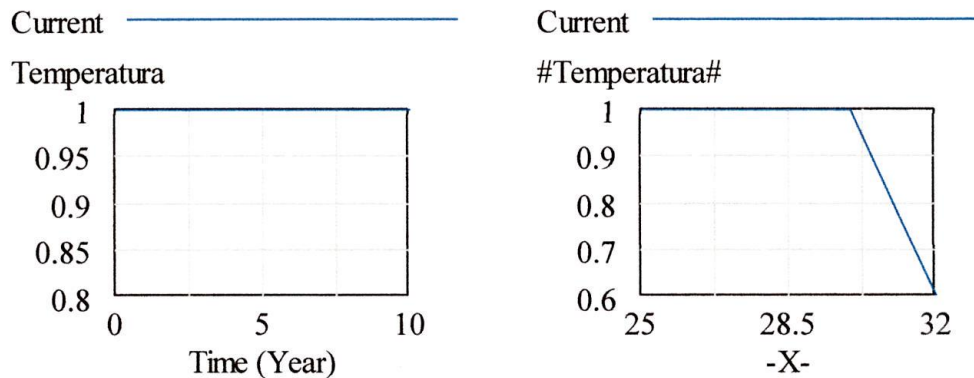 Current
Temperatura
1
0.95
0.9
0.85
0.8
0 5 10
Time (Year)
Current
#Temperatura#
1
0.9
0.8
0.7
0.6
25 28.5 32
-X-